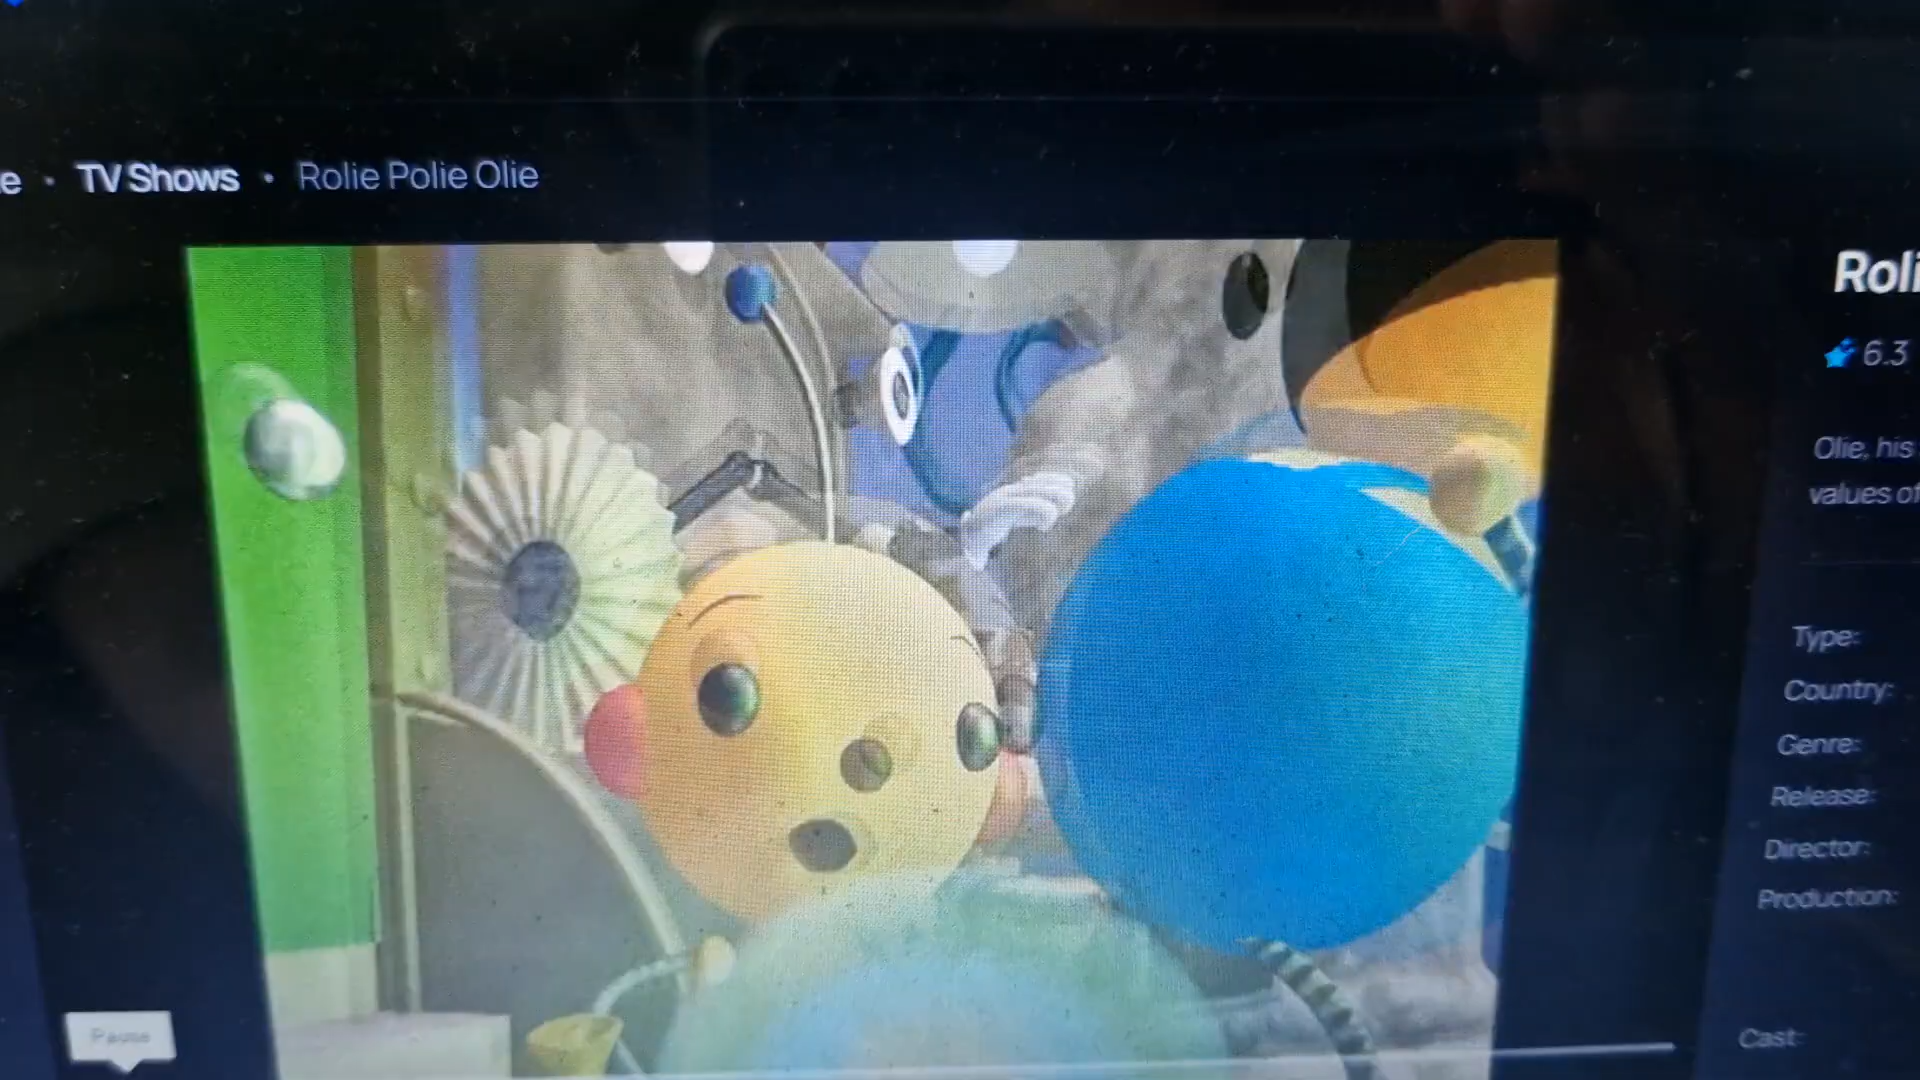 e • TV Shows • Rolie Polie Olie
Roli
6.3
Olie, his
values of
Type:
Country:
Genre:
Release:
Director:
Production:
Cast:
Pause